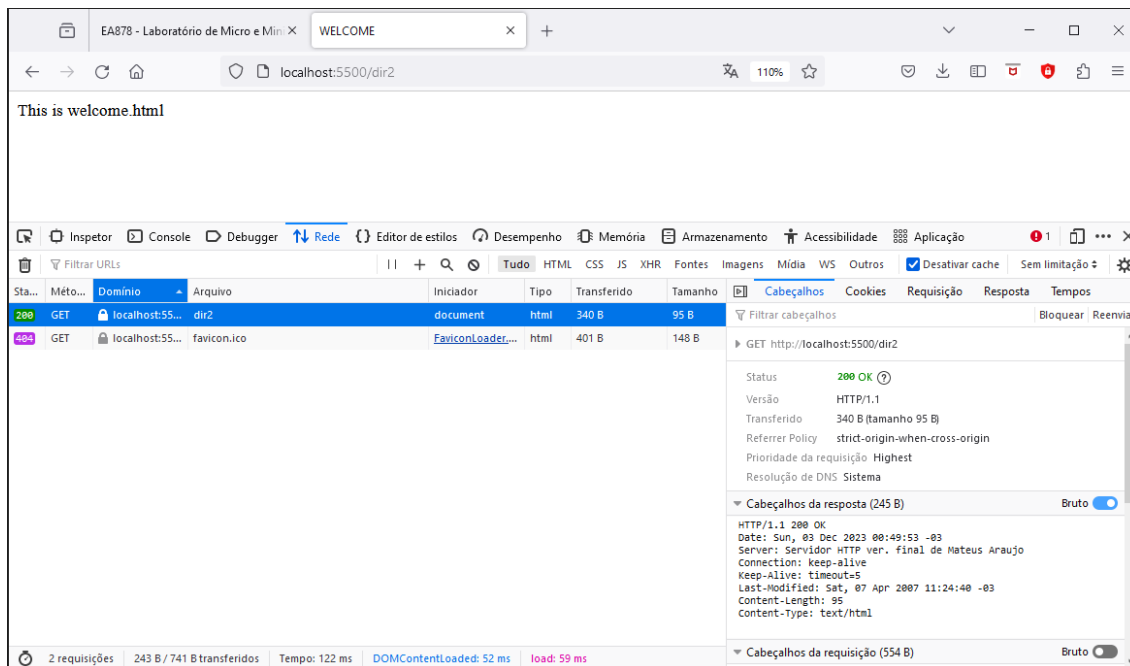 EA878 - Laboratório de Micro e Mini
WELCOME
localhost:5500/dir2
110%
This is welcome.html
Inspetor Console Debugger Rede Editor de estilos Desempenho Memória Armazenamento Acessibilidade Aplicação 1
Filtrar URLs Tudo HTML CSS JS XHR Fontes Imagens Mídia WS Outros Desativar cache Sem limitação
Sta... Méto... Domínio Arquivo Iniciador Tipo Transferido Tamanho
200 GET localhost:55... dir2 document html 340 B 95 B
404 GET localhost:55... favicon.ico FaviconLoader.... html 401 B 148 B
Cabeçalhos Cookies Requisição Resposta Tempos
Filtrar cabeçalhos Bloquear Reenvia
GET http://localhost:5500/dir2
Status 200 OK
Versão HTTP/1.1
Transferido 340 B (tamanho 95 B)
Referrer Policy strict-origin-when-cross-origin
Prioridade da requisição Highest
Resolução de DNS Sistema
Cabeçalhos da resposta (245 B) Bruto
HTTP/1.1 200 OK
Date: Sun, 03 Dec 2023 00:49:53 -03
Server: Servidor HTTP ver. final de Mateus Araujo
Connection: keep-alive
Keep-Alive: timeout=5
Last-Modified: Sat, 07 Apr 2007 11:24:40 -03
Content-Length: 95
Content-Type: text/html
Cabeçalhos da requisição (554 B) Bruto
2 requisições 243 B / 741 B transferidos Tempo: 122 ms DOMContentLoaded: 52 ms load: 59 ms